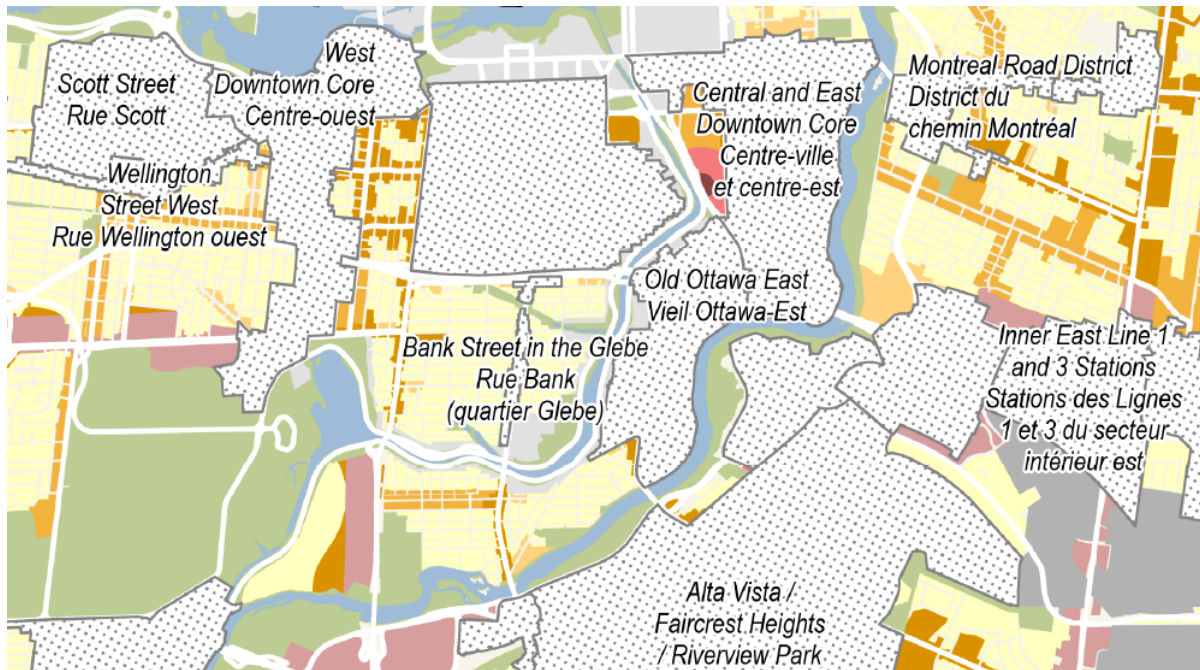 Scott Street
Rue Scott
West
Downtown Core
Centre-ouest
Wellington
Street West
Rue Wellington ouest
Central and East
Downtown Core
Centre-ville
et centre-est
Montreal Road District
District du
chemin Montréal
Old Ottawa East
Vieil Ottawa-Est
Bank Street in the Glebe
Rue Bank
(quartier Glebe)
Inner East Line 1
and 3 Stations
Stations des Lignes
1 et 3 du secteur
intérieur est
Alta Vista /
Faircrest Heights
/ Riverview Park